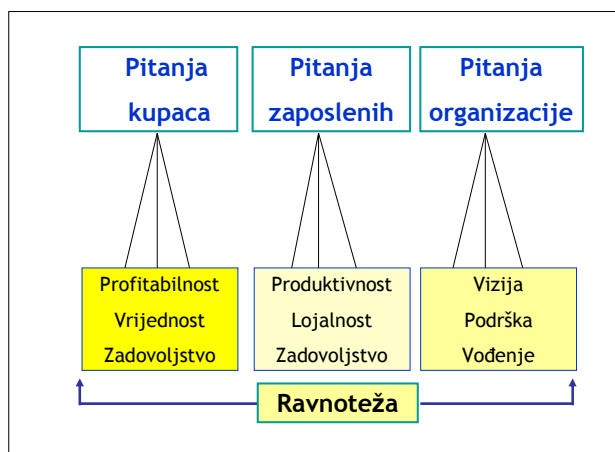 Pitanja
kupaca
Pitanja
zaposlenih
Pitanja
organizacije
Profitabilnost
Vrijednost
Zadovoljstvo
Produktivnost
Lojalnost
Zadovoljstvo
Vizija
Podrška
Vođenje
Ravnoteža